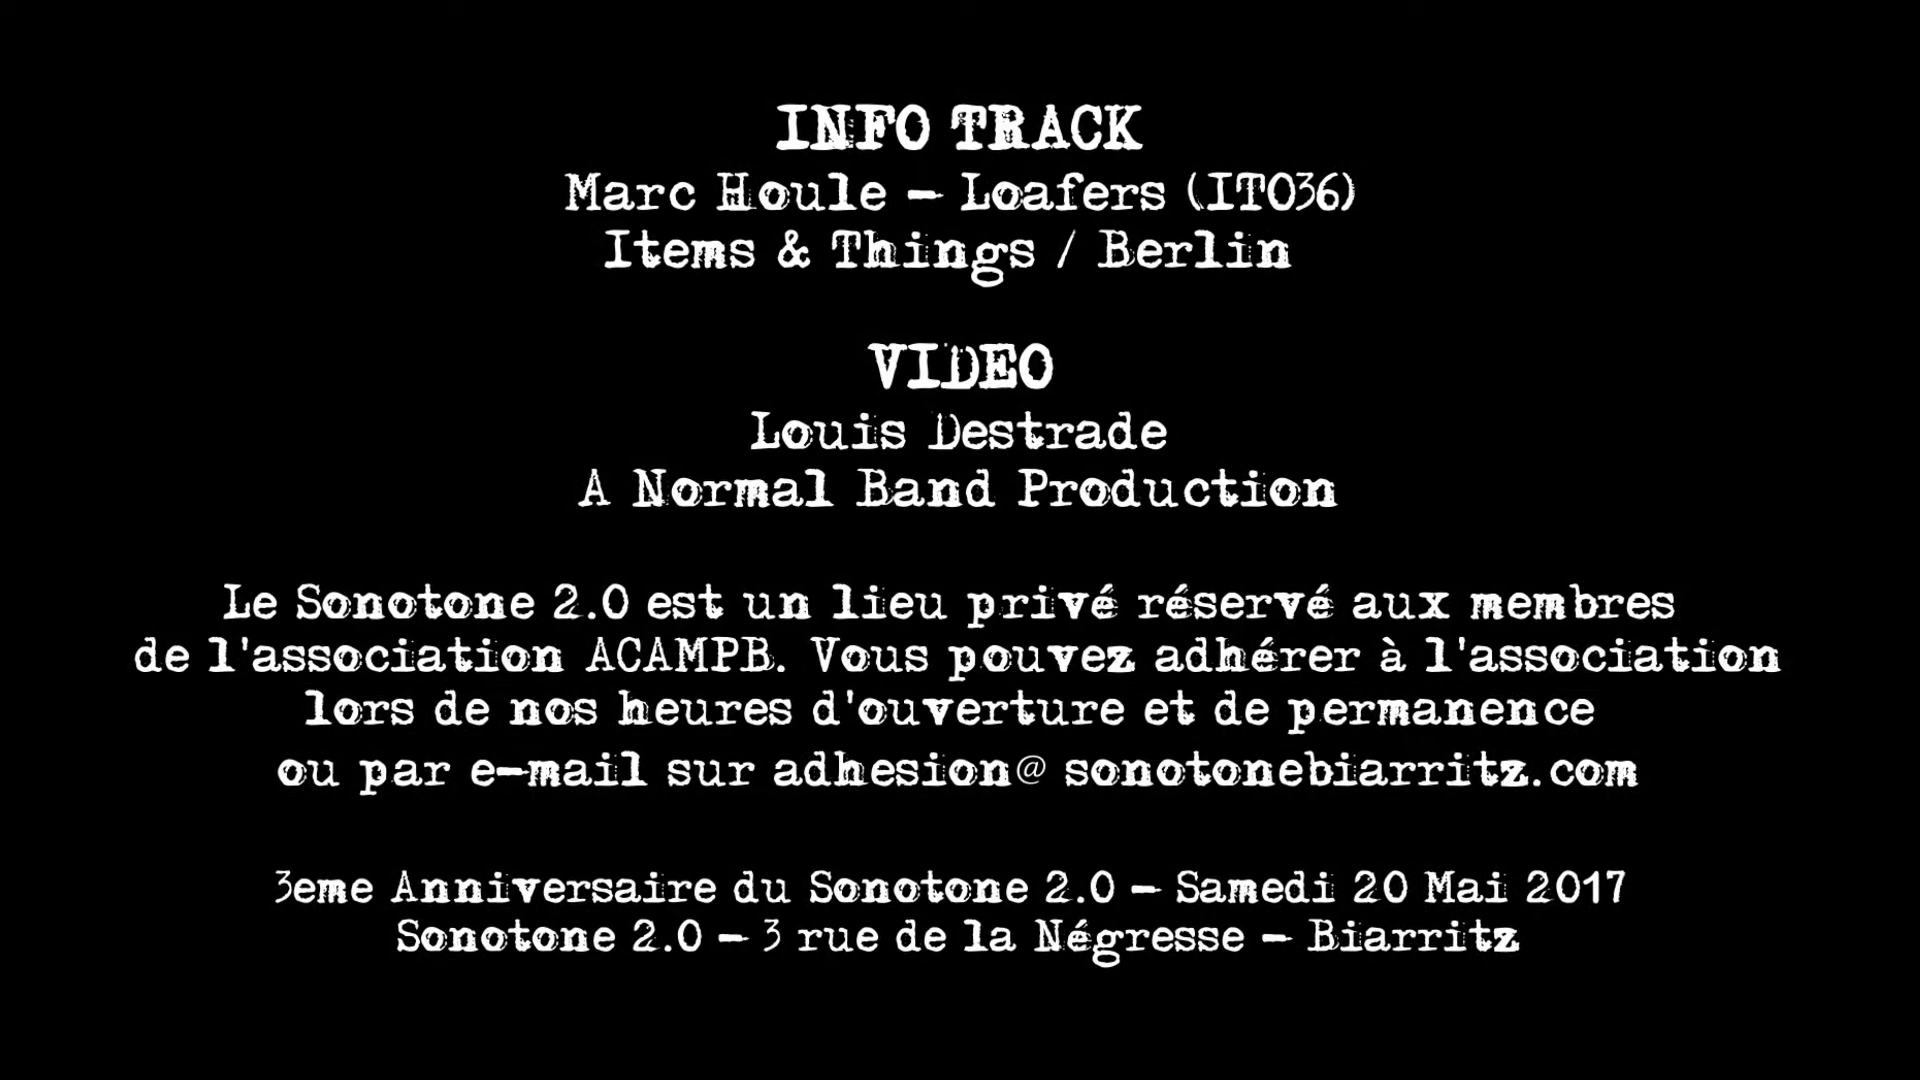 INFO TRACK
Marc Houle - Loafers (IT036)
Items & Things / Berlin
VIDEO
Louis Destrade
A Normal Band Production
Le Sonotone 2.0 est un lieu privé réservé aux membres
de l'association ACAMPB. Vous pouvez adhérer à l'association
lors de nos heures d'ouverture et de permanence
ou par e-mail sur adhesion@ sonotonebiarritz.com
3eme Anniversaire du Sonotone 2.0 - Samedi 20 Mai 2017
Sonotone 2.0 - 3 rue de la Négresse - Biarritz